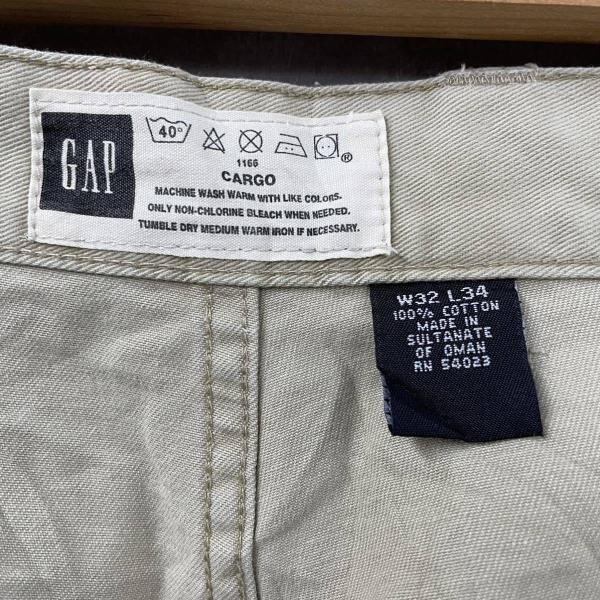 GAP
40°
®
1166
CARGO
MACHINE WASH WARM WITH LIKE COLORS.
ONLY NON-CHLORINE BLEACH WHEN NEEDED.
TUMBLE DRY MEDIUM WARM IRON IF NECESSARY.
W32 L34
100% COTTON
MADE IN
SULTANATE
OF OMAN
RN 54023